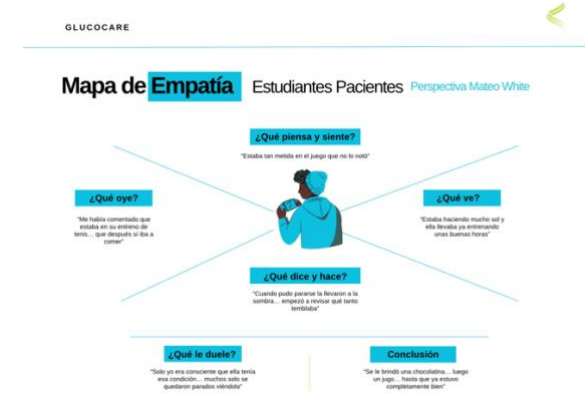 GLUCOCARE
Mapa de Empatía Estudiantes Pacientes Perspectiva Mateo White
¿Qué piensa y siente?
"Estaba tan metida en el juego que no lo notó"
¿Qué oye?
"Me había comentado que
estaba en su entreno de
tenis... que después si iba a
comer"
¿Qué ve?
"Estaba haciendo mucho sol y
ella llevaba ya entrenando
unas buenas horas"
¿Qué dice y hace?
"Cuando pudo pararse la llevaron a la
sombra... empezó a revisar qué tanto
temblaba"
¿Qué le duele?
"Solo yo era consciente que ella tenía
esa condición... muchos solo se
quedaron parados viéndola"
Conclusión
"Se le brindó una chocolatina... luego
un jugo... hasta que ya estuvo
completamente bien"